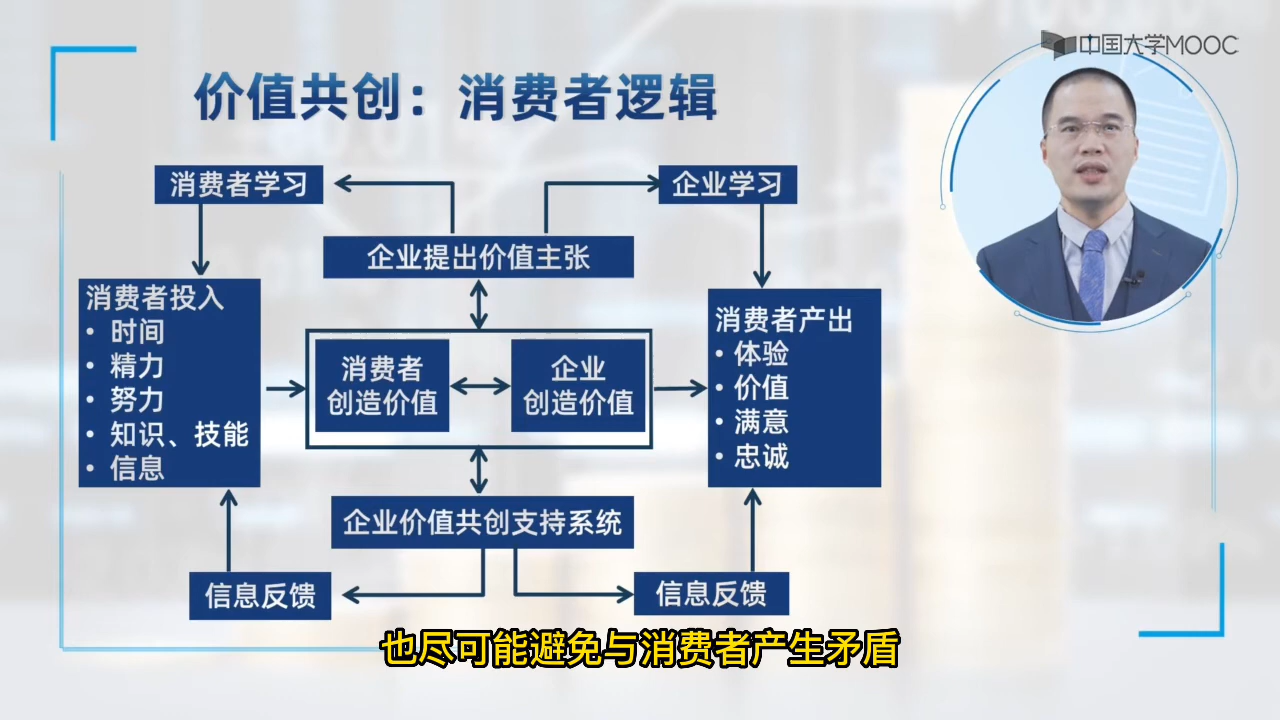 中国大学MOOC
价值共创：消费者逻辑
消费者学习
企业学习
企业提出价值主张
消费者投入
• 时间
• 精力
• 努力
• 知识、技能
• 信息
消费者
创造价值
企业
创造价值
消费者产出
• 体验
• 价值
• 满意
• 忠诚
企业价值共创支持系统
信息反馈
信息反馈
也尽可能避免与消费者产生矛盾